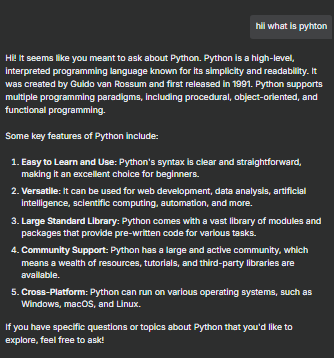 hii what is pyhton
Hi! It seems like you meant to ask about Python. Python is a high-level,
interpreted programming language known for its simplicity and readability. It
was created by Guido van Rossum and first released in 1991. Python supports
multiple programming paradigms, including procedural, object-oriented, and
functional programming.
Some key features of Python include:
1. Easy to Learn and Use: Python's syntax is clear and straightforward,
making it an excellent choice for beginners.
2. Versatile: It can be used for web development, data analysis, artificial
intelligence, scientific computing, automation, and more.
3. Large Standard Library: Python comes with a vast library of modules and
packages that provide pre-written code for various tasks.
4. Community Support: Python has a large and active community, which
means a wealth of resources, tutorials, and third-party libraries are
available.
5. Cross-Platform: Python can run on various operating systems, such as
Windows, macOS, and Linux.
If you have specific questions or topics about Python that you'd like to
explore, feel free to ask!